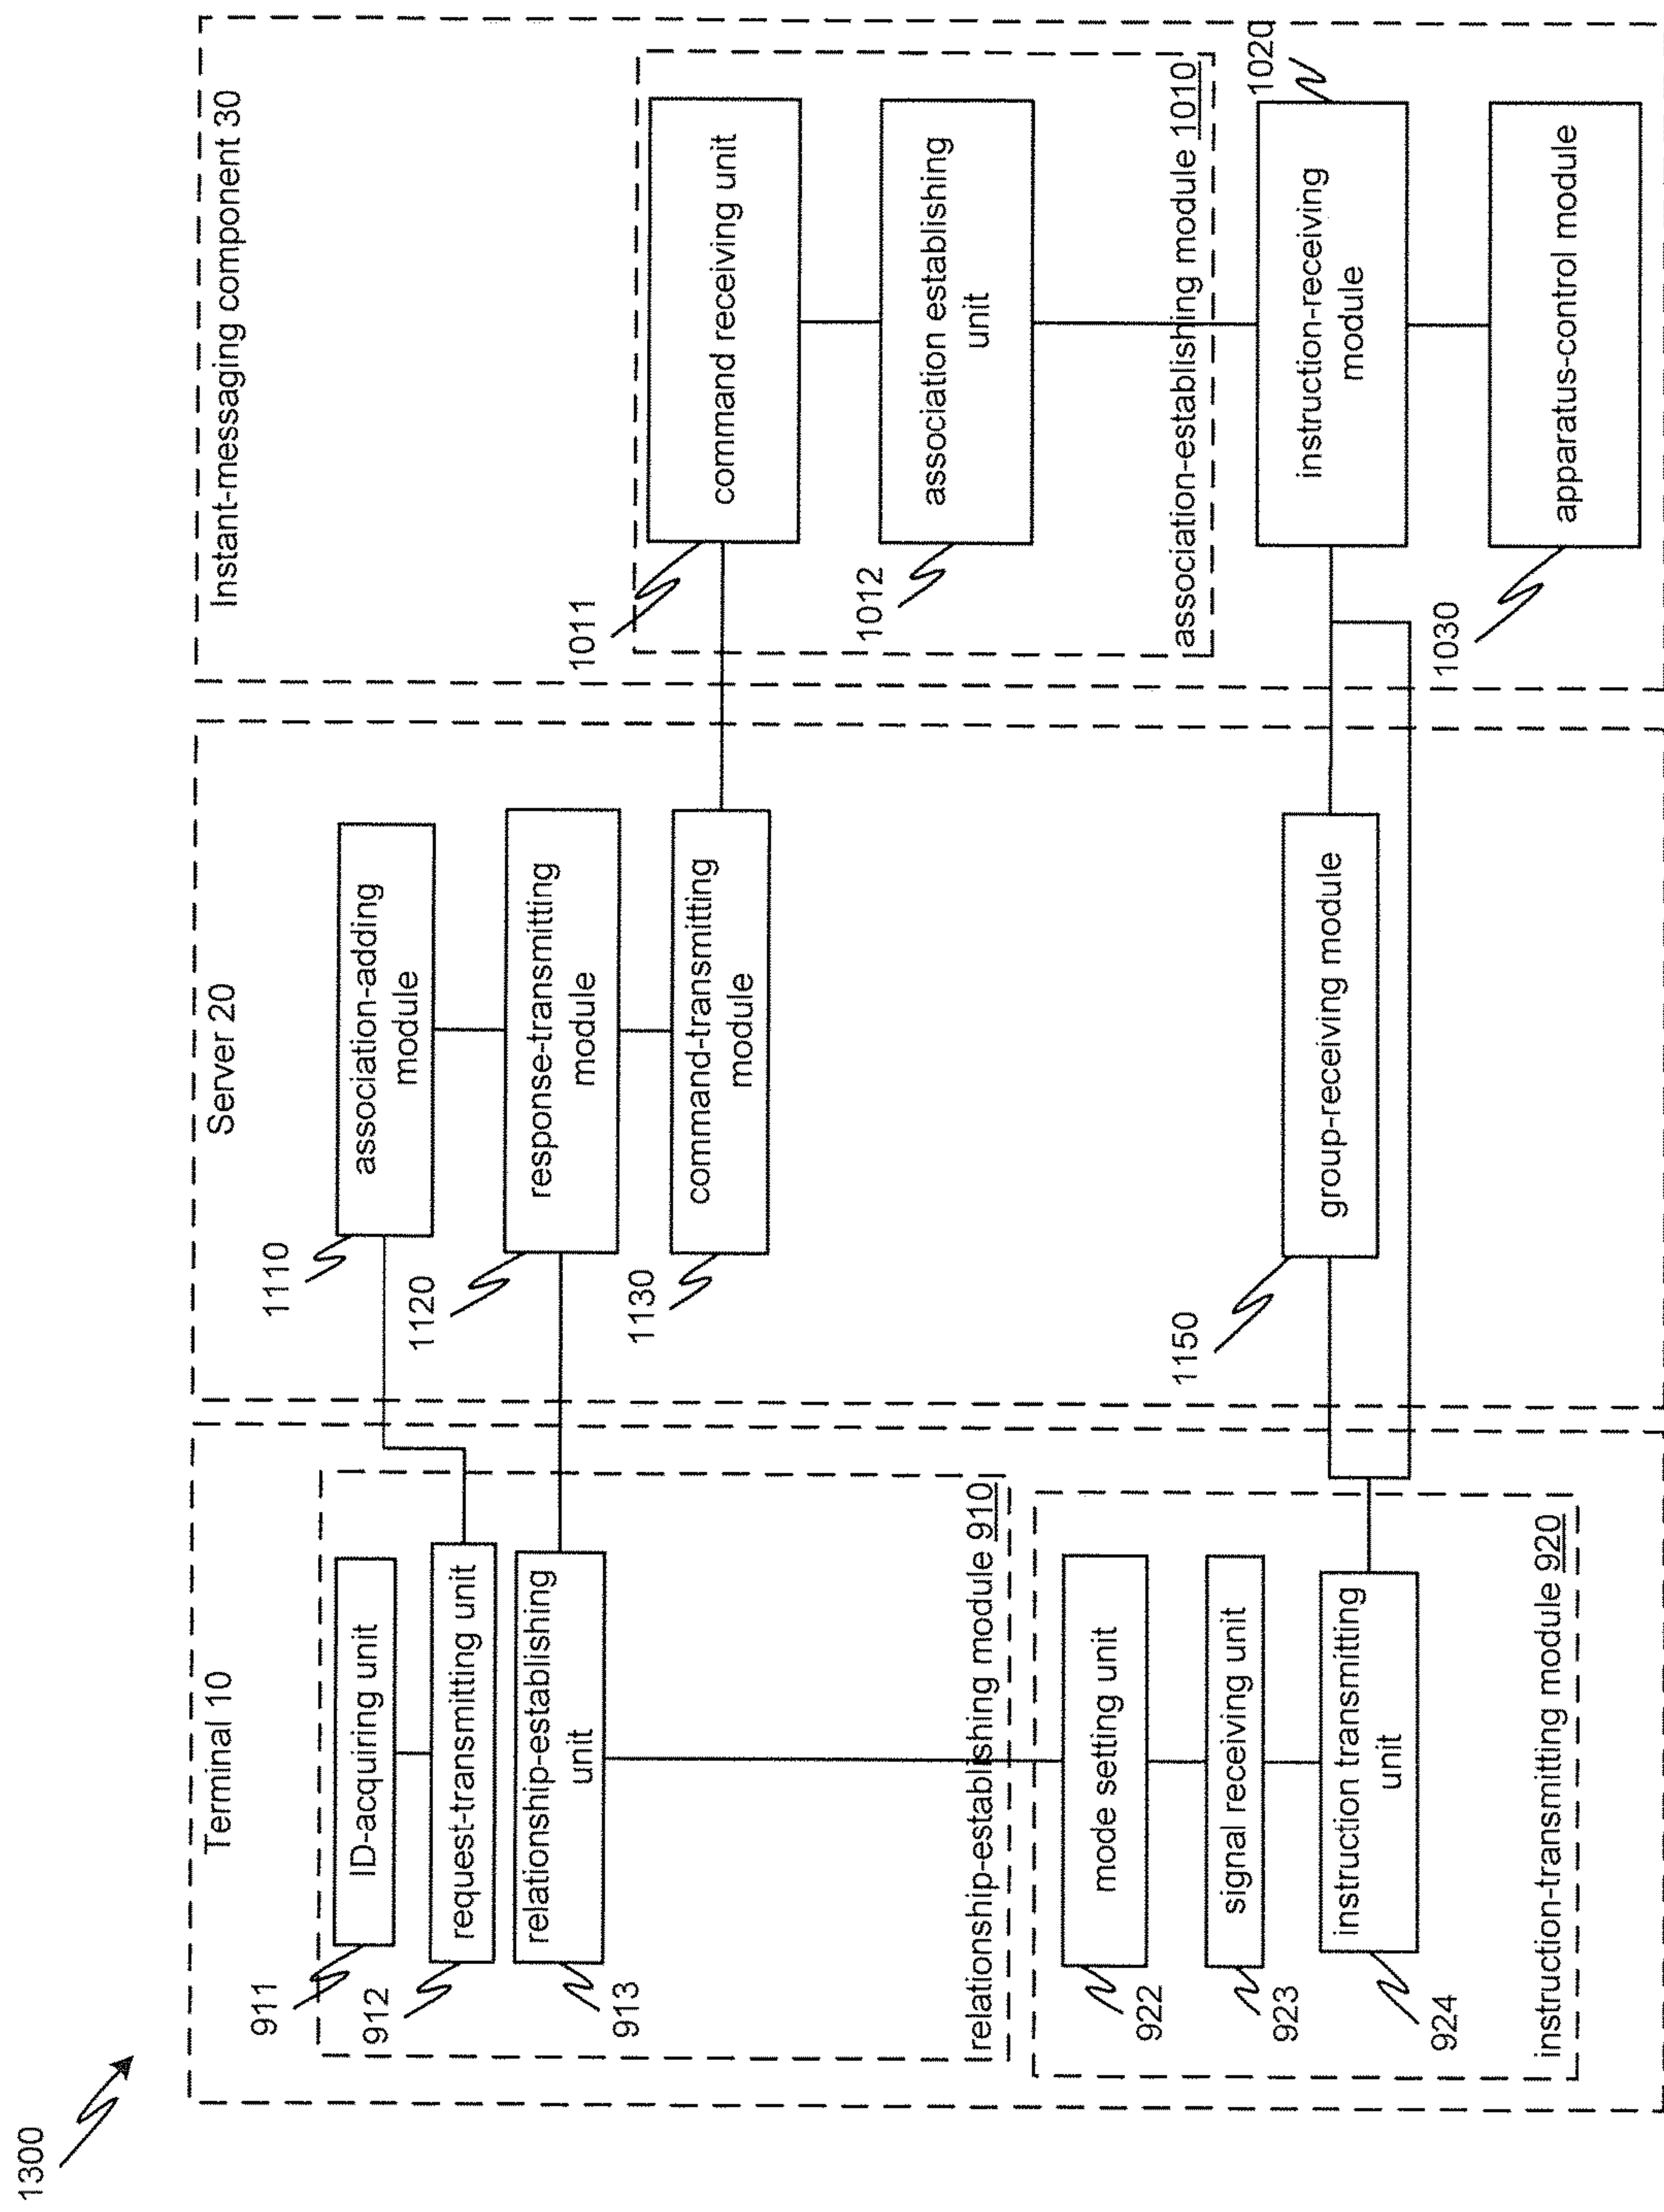 1300
Terminal 10
911
ID-acquiring unit
912
request-transmitting unit
913
relationship-establishing
unit
relationship-establishing module 910
922
mode setting unit
923
signal receiving unit
924
instruction transmitting
unit
instruction-transmitting module 920
Server 20
1110
association-adding
module
1120
response-transmitting
module
1130
command-transmitting
module
1150
group-receiving module
Instant-messaging component 30
1011
command receiving unit
1012
association establishing
unit
association-establishing module 1010
1020
instruction-receiving
module
1030
apparatus-control module